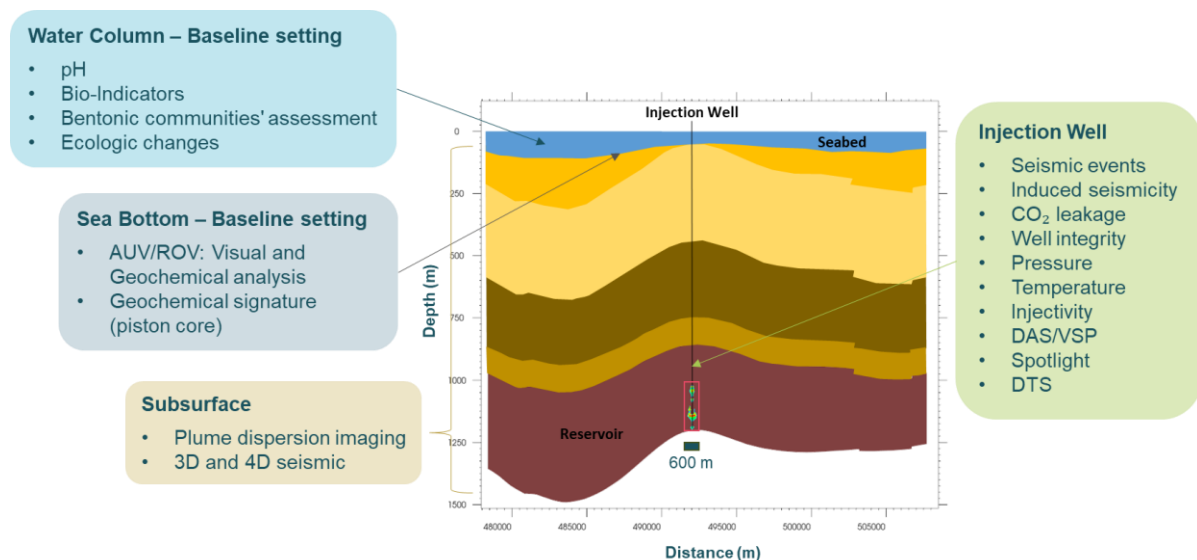 Water Column – Baseline setting
• pH
• Bio-Indicators
• Bentonic communities' assessment
• Ecologic changes
Sea Bottom – Baseline setting
• AUV/ROV: Visual and
Geochemical analysis
• Geochemical signature
(piston core)
Subsurface
• Plume dispersion imaging
• 3D and 4D seismic
Injection Well
Seabed
Reservoir
600 m
Depth (m)
0
250
500
750
1000
1250
1500
480000
485000
490000
495000
500000
505000
Distance (m)
Injection Well
• Seismic events
• Induced seismicity
• CO₂ leakage
• Well integrity
• Pressure
• Temperature
• Injectivity
• DAS/VSP
• Spotlight
• DTS